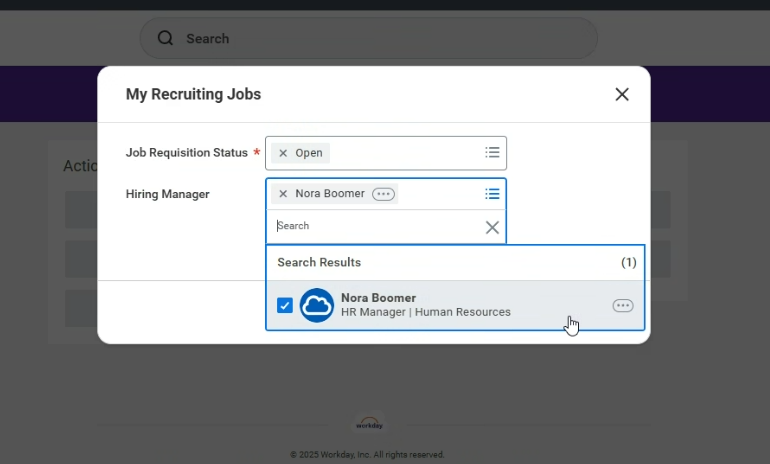 Search
My Recruiting Jobs
Actio
Job Requisition Status *
Open
Hiring Manager
Nora Boomer
Search
Search Results (1)
Nora Boomer
HR Manager | Human Resources
workday
© 2025 Workday, Inc. All rights reserved.